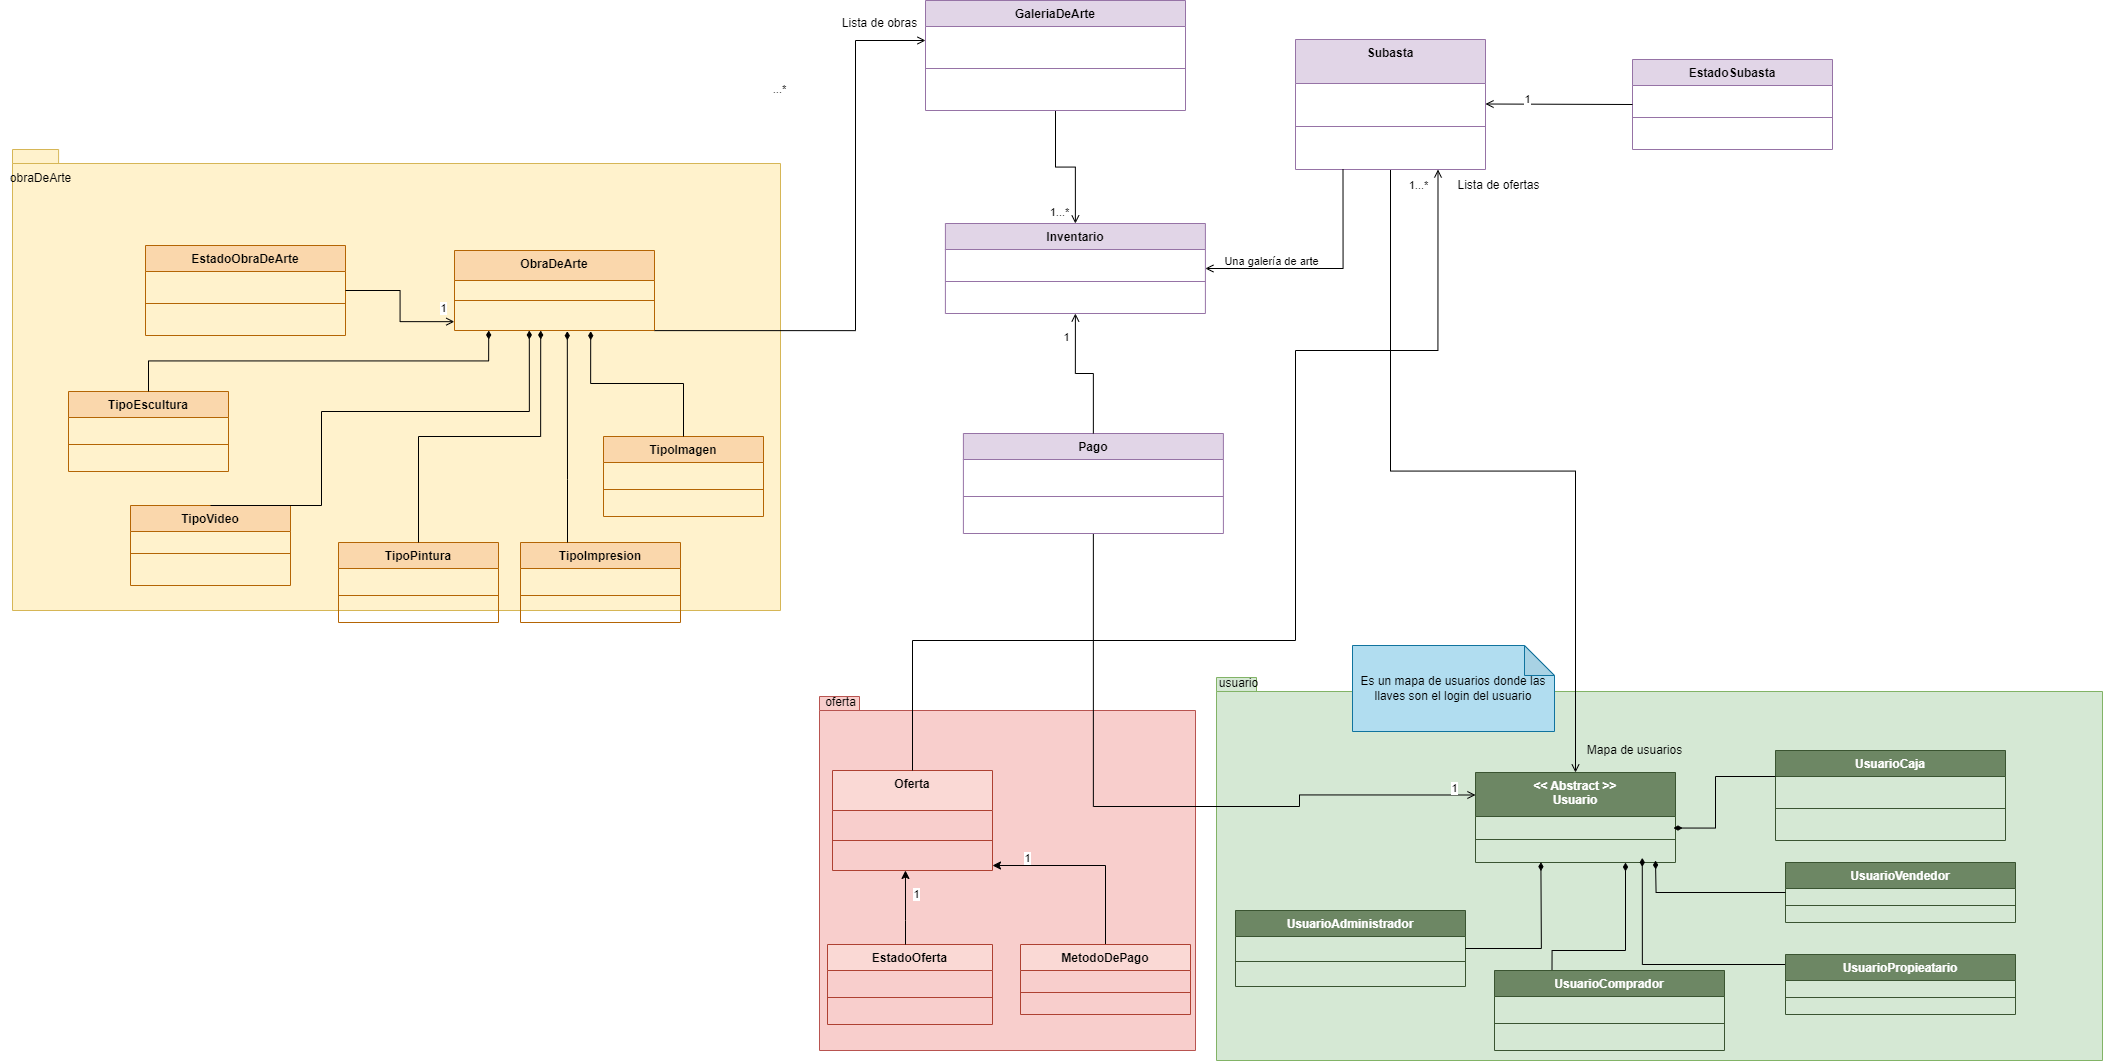 GaleriaDeArte
Lista de obras
...*
Subasta
EstadoSubasta
1
1...*
Lista de ofertas
obraDeArte
EstadoObraDeArte
ObraDeArte
1
1...*
Inventario
Una galería de arte
1
TipoEscultura
TipoImagen
Pago
TipoVideo
TipoPintura
TipoImpresion
Es un mapa de usuarios donde las
llaves son el login del usuario
usuario
oferta
Mapa de usuarios
Oferta
1
<< Abstract >>
Usuario
UsuarioCaja
1
1
UsuarioVendedor
UsuarioAdministrador
EstadoOferta
MetodoDePago
UsuarioComprador
UsuarioPropieatario